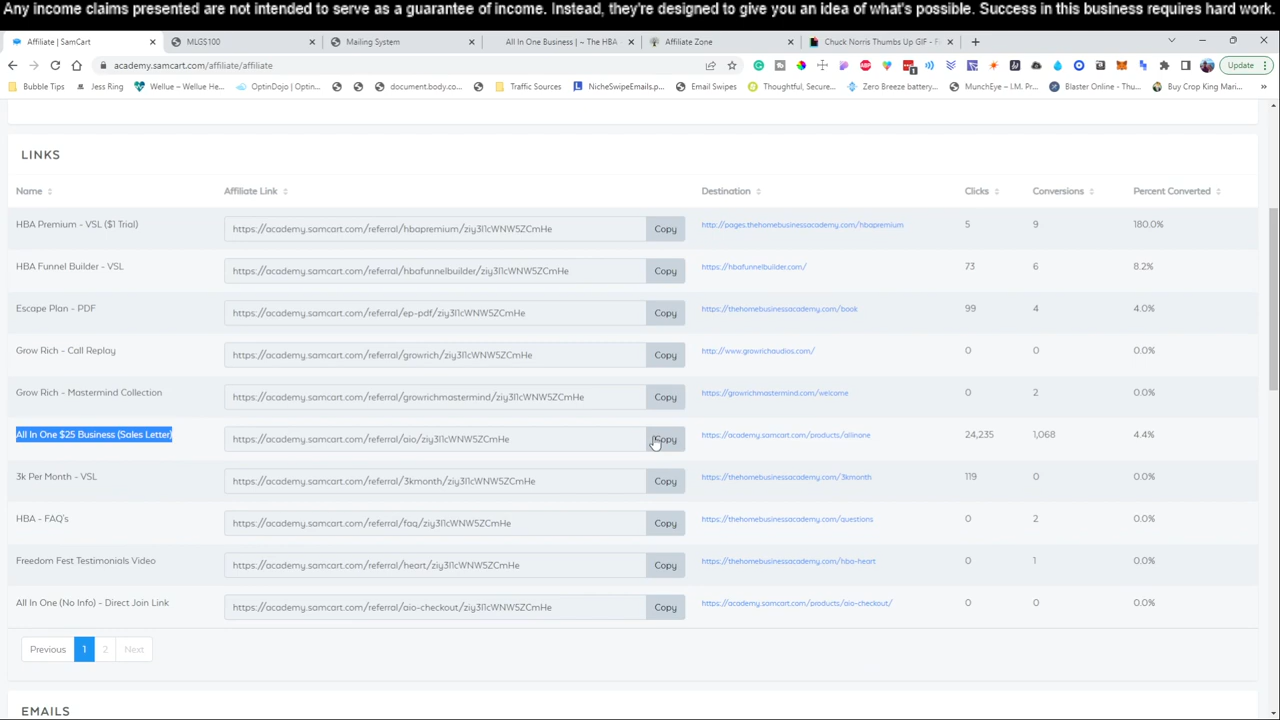 Any income claims presented are not intended to serve as a guarantee of income. Instead, they're designed to give you an idea of what's possible. Success in this business requires hard work.
Affiliate | SamCart MLGS100 Mailing System All In One Business | ~ The HBA Affiliate Zone Chuck Norris Thumbs Up GIF - F
academy.samcart.com/affiliate/affiliate Update
Bubble Tips Jess Ring Wellue – Wellue He... OptinDojo | Optin... document.body.co... Traffic Sources NicheSwipeEmails.p... Email Swipes Thoughtful, Secure... Zero Breeze battery... MunchEye – I.M. Pr... Blaster Online - Thu... Buy Crop King Mari...
LINKS
Name Affiliate Link Destination Clicks Conversions Percent Converted
HBA Premium - VSL ($1 Trial) https://academy.samcart.com/referral/hbapremium/ziy3l1cWNW5ZCmHe Copy http://pages.thehomebusinessacademy.com/hbapremium 5 9 180.0%
HBA Funnel Builder - VSL https://academy.samcart.com/referral/hbafunnelbuilder/ziy3l1cWNW5ZCmHe Copy https://hbafunnelbuilder.com/ 73 6 8.2%
Escape Plan - PDF https://academy.samcart.com/referral/ep-pdf/ziy3l1cWNW5ZCmHe Copy https://thehomebusinessacademy.com/book 99 4 4.0%
Grow Rich - Call Replay https://academy.samcart.com/referral/growrich/ziy3l1cWNW5ZCmHe Copy http://www.growrichaudios.com/ 0 0 0.0%
Grow Rich - Mastermind Collection https://academy.samcart.com/referral/growrichmastermind/ziy3l1cWNW5ZCmHe Copy https://growrichmastermind.com/welcome 0 2 0.0%
All In One $25 Business (Sales Letter) https://academy.samcart.com/referral/aio/ziy3l1cWNW5ZCmHe Copy https://academy.samcart.com/products/allinone 24,235 1,068 4.4%
3k Per Month - VSL https://academy.samcart.com/referral/3kmonth/ziy3l1cWNW5ZCmHe Copy https://thehomebusinessacademy.com/3kmonth 119 0 0.0%
HBA - FAQ's https://academy.samcart.com/referral/faq/ziy3l1cWNW5ZCmHe Copy https://thehomebusinessacademy.com/questions 0 2 0.0%
Freedom Fest Testimonials Video https://academy.samcart.com/referral/heart/ziy3l1cWNW5ZCmHe Copy https://thehomebusinessacademy.com/hba-heart 0 1 0.0%
All In One (No Info) - Direct Join Link https://academy.samcart.com/referral/aio-checkout/ziy3l1cWNW5ZCmHe Copy https://academy.samcart.com/products/aio-checkout/ 0 0 0.0%
Previous 1 2 Next
EMAILS